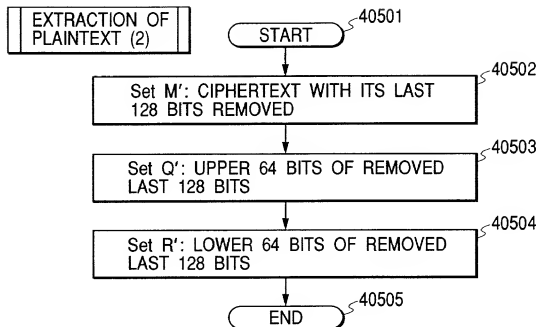 EXTRACTION OF
PLAINTEXT (2)
START
40501
Set M': CIPHERTEXT WITH ITS LAST
128 BITS REMOVED
40502
Set Q': UPPER 64 BITS OF REMOVED
LAST 128 BITS
40503
Set R': LOWER 64 BITS OF REMOVED
LAST 128 BITS
40504
END
40505